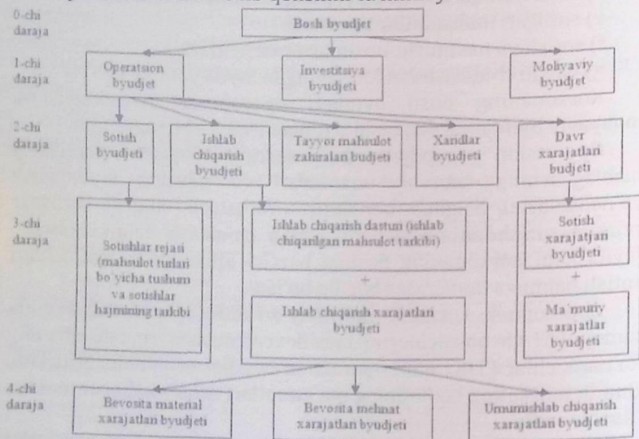 0-chi
daraja
Bosh byudjet
1-chi
daraja
Operatsion
byudjet
Investitsiya
byudjeti
Moliyaviy
byudjet
2-chi
daraja
Sotish
byudjeti
Ishlab
chiqarish
byudjeti
Tayyor mahsulot
zahiralari budjeti
Xaridlar
byudjeti
Davr
xarajatlari
budjeti
3-chi
daraja
Sotishlar rejasi
(mahsulot turlari
bo`yicha tushum
va sotishlar
hajmining tarkibi
Ishlab chiqarish dasturi (ishlab
chiqarilgan mahsulot tarkibi)
+
Ishlab chiqarish xarajatlari
byudjeti
Sotish
xarajatjari
byudjeti
+
Ma`muriy
xarajatlar
byudjeti
4-chi
daraja
Bevosita material
xarajatlari byudjeti
Bevosita mehnat
xarajatlari byudjeti
Umumishlab chiqarish
xarajatlari byudjeti